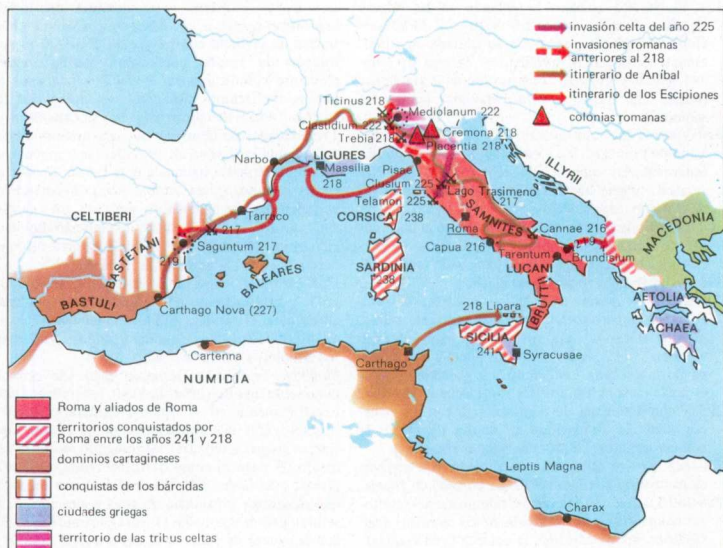 invasión celta del año 225
invasiones romanas
anteriores al 218
itinerario de Aníbal
itinerario de los Escipiones
colonias romanas
Ticinus 218
Mediolanum 222
Clastidium 222
Trebia 218
Cremona 218
Placentia 218
Narbo
LIGURES
Massilia
218
Pisae
Clusium 225
Telamon 225
Lago Trasimeno
217
ILLYRII
CELTIBERI
Tarraco
217
CORSICA
238
Roma
SAMNITES
BASTETANI
Saguntum 217
219
BALEARES
SARDINIA
238
Capua 216
Cannae 216
219
Tarentum
Brundisium
LUCANI
MACEDONIA
BASTULI
Carthago Nova (227)
BRUTTII
AETOLIA
218 Lipara
ACHAEA
SICILIA
241
Syracusae
Cartenna
Carthago
NUMIDIA
Leptis Magna
Charax
Roma y aliados de Roma
territorios conquistados por
Roma entre los años 241 y 218
dominios cartagineses
conquistas de los bárcidas
ciudades griegas
territorio de las tribus celtas